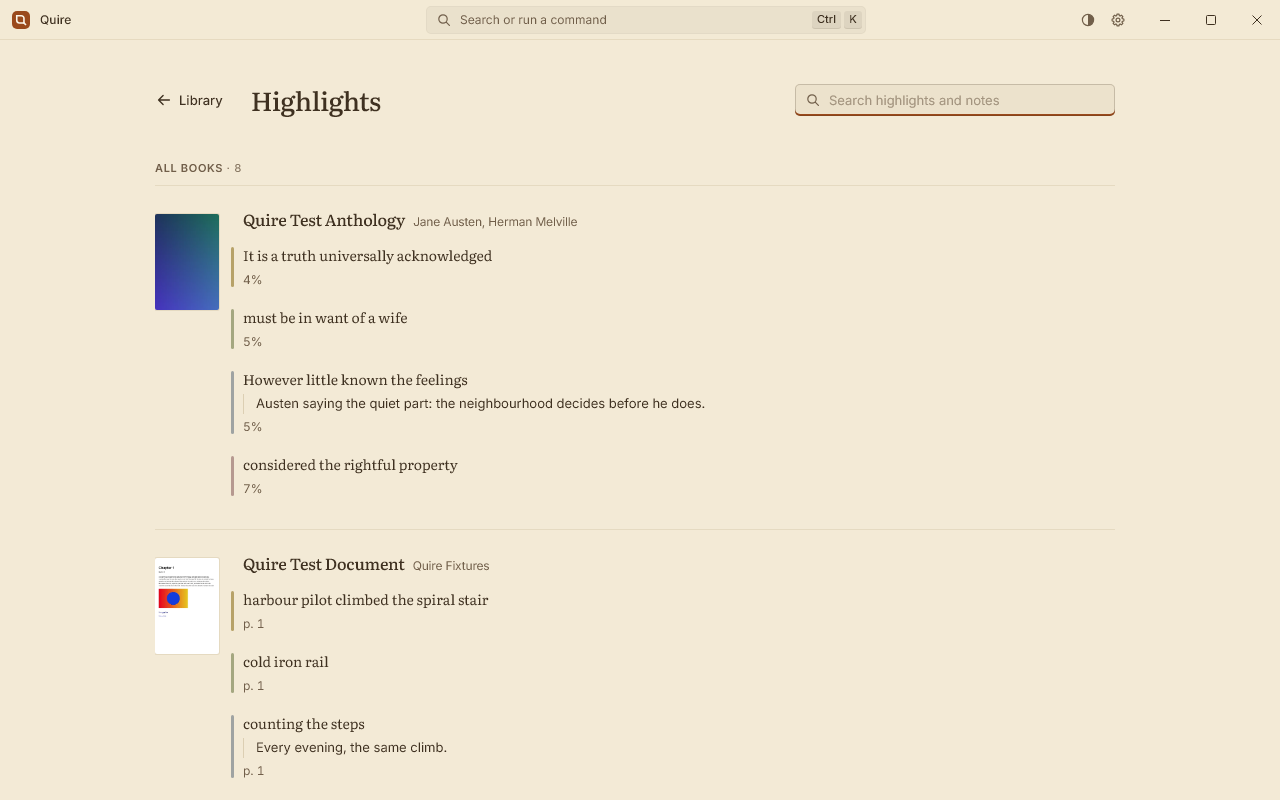 Quire
Search or run a command
Ctrl K
Library
Highlights
Search highlights and notes
ALL BOOKS · 8
Quire Test Anthology Jane Austen, Herman Melville
It is a truth universally acknowledged
4%
must be in want of a wife
5%
However little known the feelings
Austen saying the quiet part: the neighbourhood decides before he does.
5%
considered the rightful property
7%
Quire Test Document Quire Fixtures
Chapter 1
harbour pilot climbed the spiral stair
p. 1
cold iron rail
p. 1
counting the steps
Every evening, the same climb.
p. 1